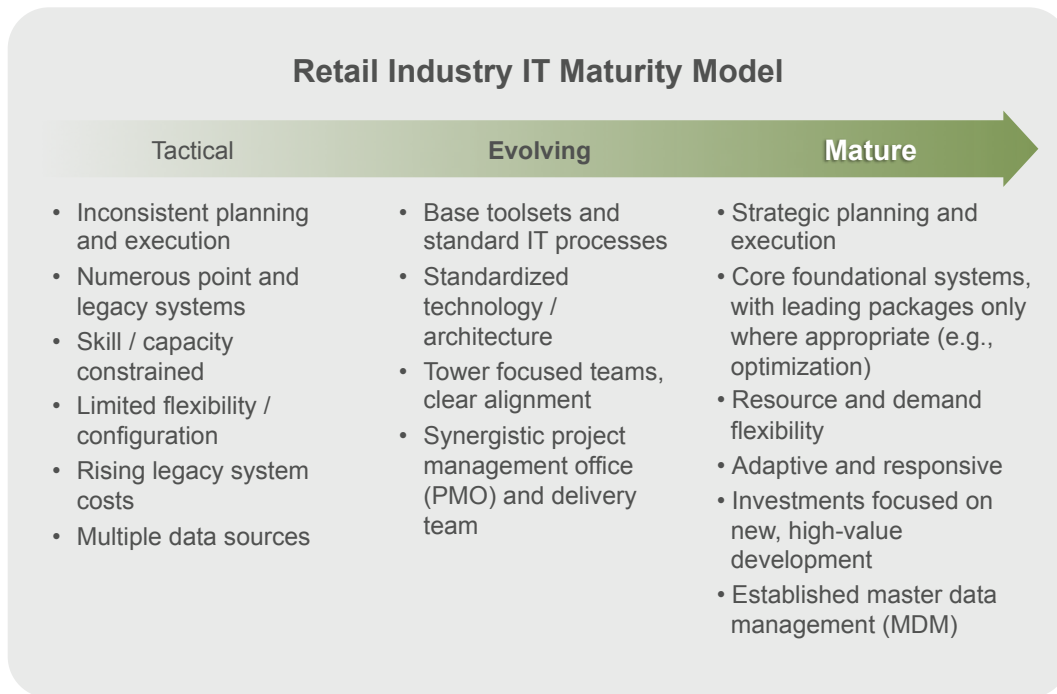 Retail Industry IT Maturity Model
Tactical
Evolving
Mature
• Inconsistent planning
and execution
• Numerous point and
legacy systems
• Skill / capacity
constrained
• Limited flexibility /
configuration
• Rising legacy system
costs
• Multiple data sources
• Base toolsets and
standard IT processes
• Standardized
technology /
architecture
• Tower focused teams,
clear alignment
• Synergistic project
management office
(PMO) and delivery
team
• Strategic planning and
execution
• Core foundational systems,
with leading packages only
where appropriate (e.g.,
optimization)
• Resource and demand
flexibility
• Adaptive and responsive
• Investments focused on
new, high-value
development
• Established master data
management (MDM)